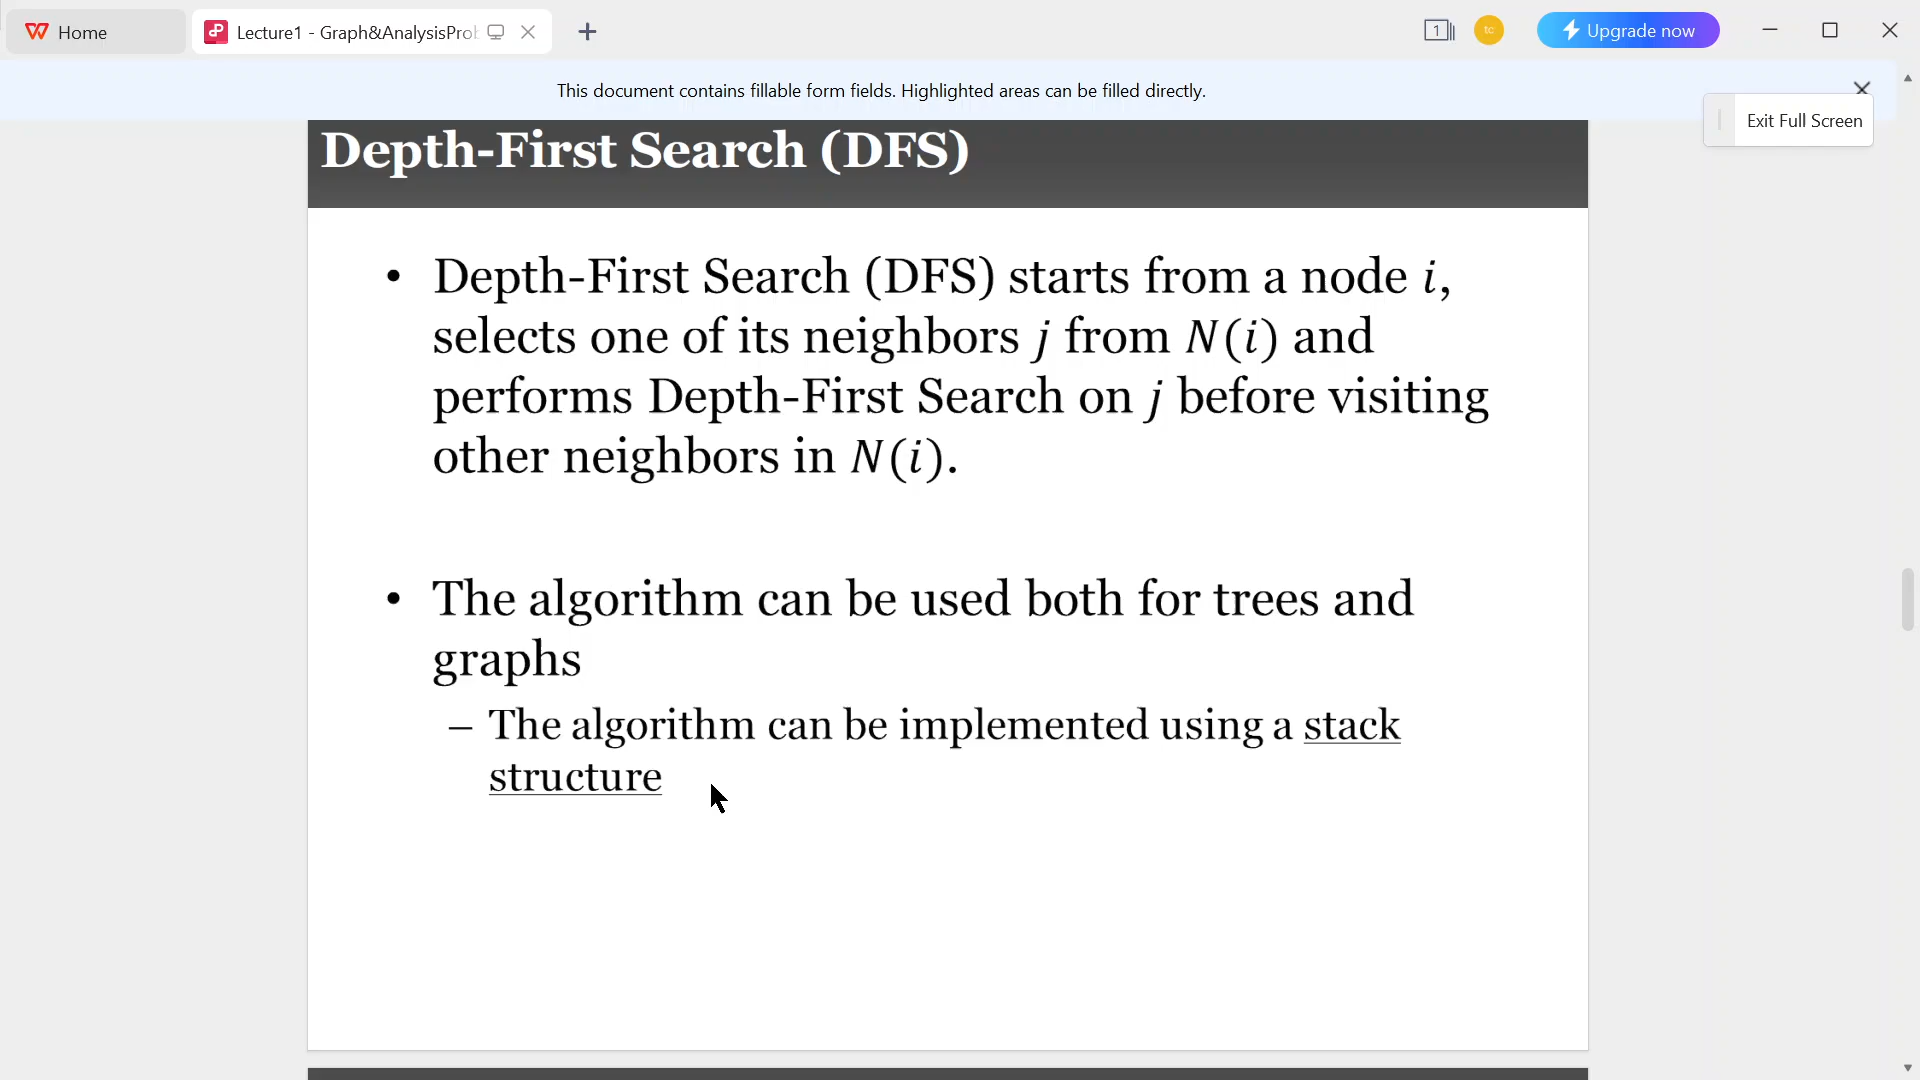 Home
Lecture1 - Graph&AnalysisPro
1
tc
Upgrade now
This document contains fillable form fields. Highlighted areas can be filled directly.
Exit Full Screen
Depth-First Search (DFS)
• Depth-First Search (DFS) starts from a node i,
selects one of its neighbors j from N(i) and
performs Depth-First Search on j before visiting
other neighbors in N(i).
• The algorithm can be used both for trees and
graphs
– The algorithm can be implemented using a stack
structure